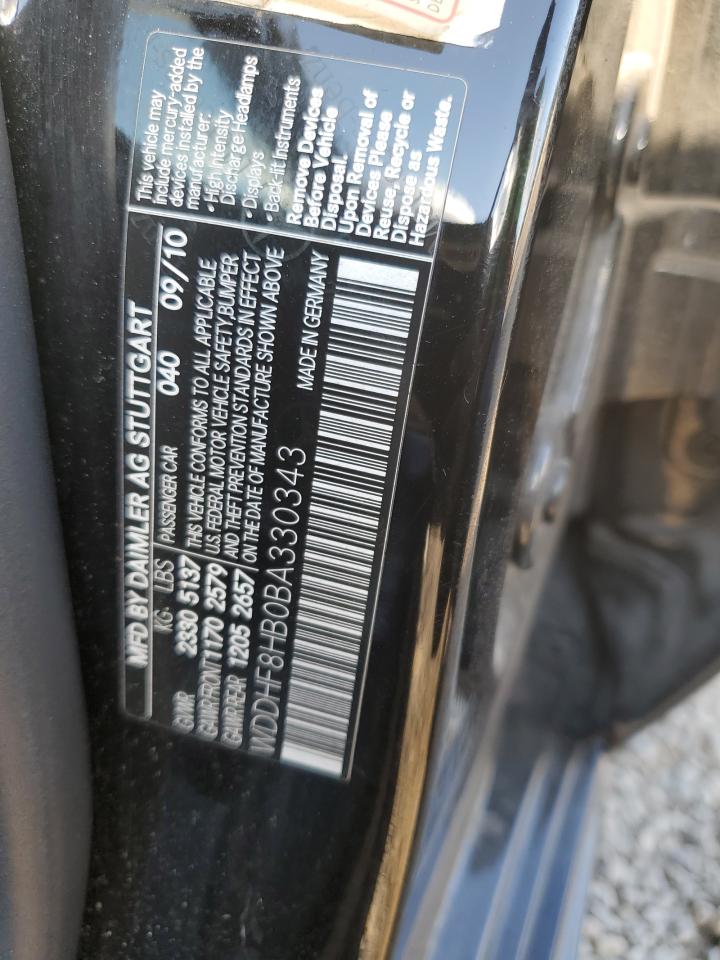 MFD BY DAIMLER AG STUTTGART
KG. LBS PASSENGER CAR 040 09/10
GVWR 2330 5137 THIS VEHICLE CONFORMS TO ALL APPLICABLE
GAWR FRONT 1170 2579 U.S. FEDERAL MOTOR VEHICLE SAFETY, BUMPER
GAWR REAR 1205 2657 AND THEFT PREVENTION STANDARDS IN EFFECT
ON THE DATE OF MANUFACTURE SHOWN ABOVE
WDDHF8HB0BA330343 MADE IN GERMANY
This vehicle may
include mercury-added
devices installed by the
manufacturer:
• High Intensity
Discharge Headlamps
• Displays
• Back-lit Instruments
Remove Devices
Before Vehicle
Disposal.
Upon Removal of
Devices Please
Reuse, Recycle or
Dispose as
Hazardous Waste.